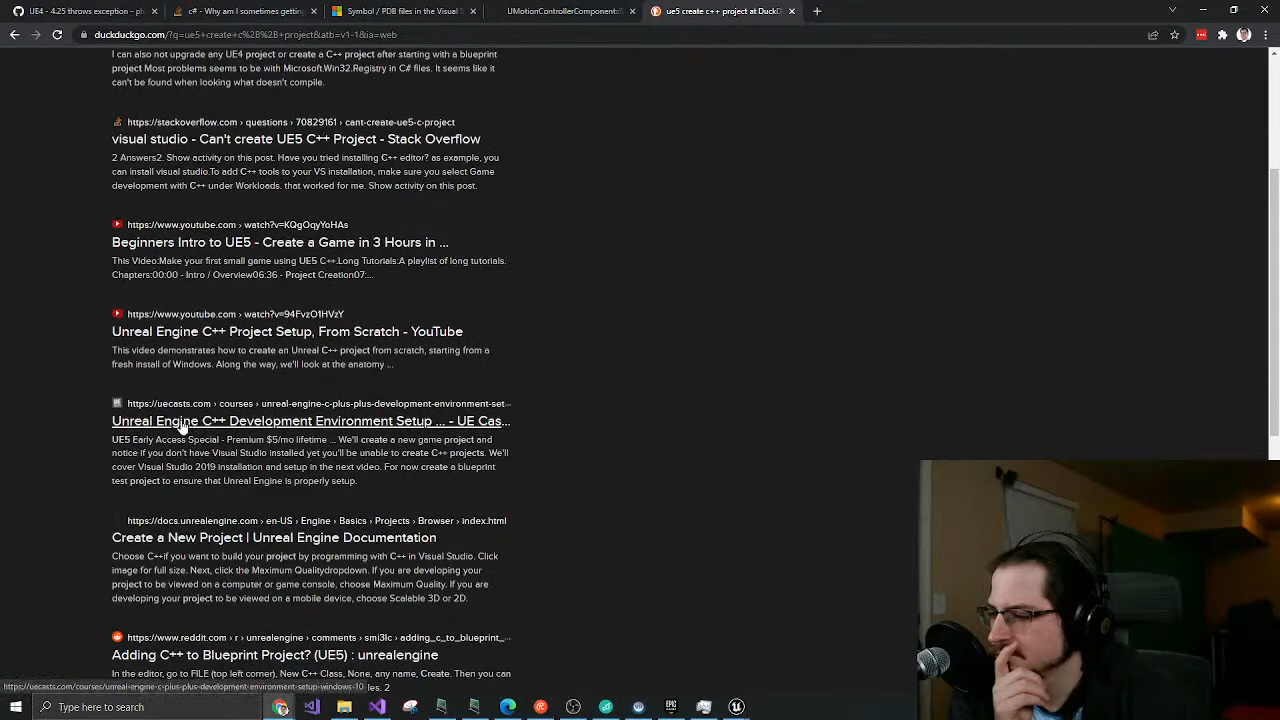 UE4 - 4.25 throws exception - ph
c# - Why am I sometimes getting
Symbol / PDB files in the Visual S
UMotionControllerComponent::S
ue5 create c++ project at DuckD
duckduckgo.com/?q=ue5+create+c%2B%2B+project&atb=v1-1&ia=web
I can also not upgrade any UE4 project or create a C++ project after starting with a blueprint
project Most problems seems to be with Microsoft.Win32.Registry in C# files. It seems like it
can't be found when looking what doesn't compile.
https://stackoverflow.com › questions › 70829161 › cant-create-ue5-c-project
visual studio - Can't create UE5 C++ Project - Stack Overflow
2 Answers2. Show activity on this post. Have you tried installing C++ editor? as example, you
can install visual studio.To add C++ tools to your VS installation, make sure you select Game
development with C++ under Workloads. that worked for me. Show activity on this post.
https://www.youtube.com › watch?v=KQgOqyYoHAs
Beginners Intro to UE5 - Create a Game in 3 Hours in ...
This Video:Make your first small game using UE5 C++.Long Tutorials:A playlist of long tutorials.
Chapters:00:00 - Intro / Overview06:36 - Project Creation07:...
https://www.youtube.com › watch?v=94FvzO1HVzY
Unreal Engine C++ Project Setup, From Scratch - YouTube
This video demonstrates how to create an Unreal C++ project from scratch, starting from a
fresh install of Windows. Along the way, we'll look at the anatomy ...
https://uecasts.com › courses › unreal-engine-c-plus-plus-development-environment-set...
Unreal Engine C++ Development Environment Setup ... - UE Cas...
UE5 Early Access Special - Premium $5/mo lifetime ... We'll create a new game project and
notice if you don't have Visual Studio installed yet you'll be unable to create C++ projects. We'll
cover Visual Studio 2019 installation and setup in the next video. For now create a blueprint
test project to ensure that Unreal Engine is properly setup.
https://docs.unrealengine.com › en-US › Engine › Basics › Projects › Browser › index.html
Create a New Project | Unreal Engine Documentation
Choose C++if you want to build your project by programming with C++ in Visual Studio. Click
image for full size. Next, click the Maximum Qualitydropdown. If you are developing your
project to be viewed on a computer or game console, choose Maximum Quality. If you are
developing your project to be viewed on a mobile device, choose Scalable 3D or 2D.
https://www.reddit.com › r › unrealengine › comments › smi3lc › adding_c_to_blueprint_...
Adding C++ to Blueprint Project? (UE5) : unrealengine
In the editor, go to FILE (top left corner), New C++ Class, None, any name, Create. Then you can
les. 2
https://uecasts.com/courses/unreal-engine-c-plus-plus-development-environment-setup-windows-10
Type here to search